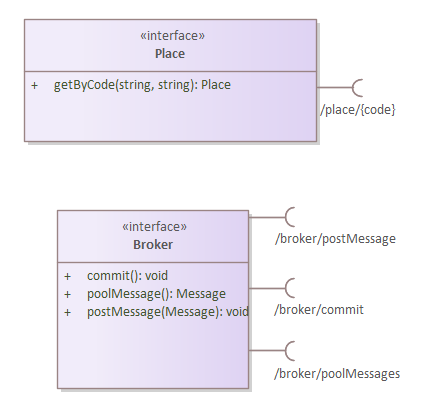 «interface»
Place
+ getByCode(string, string): Place
/place/{code}
«interface»
Broker
/broker/postMessage
+ commit(): void
+ poolMessage(): Message
+ postMessage(Message): void
/broker/commit
/broker/poolMessages